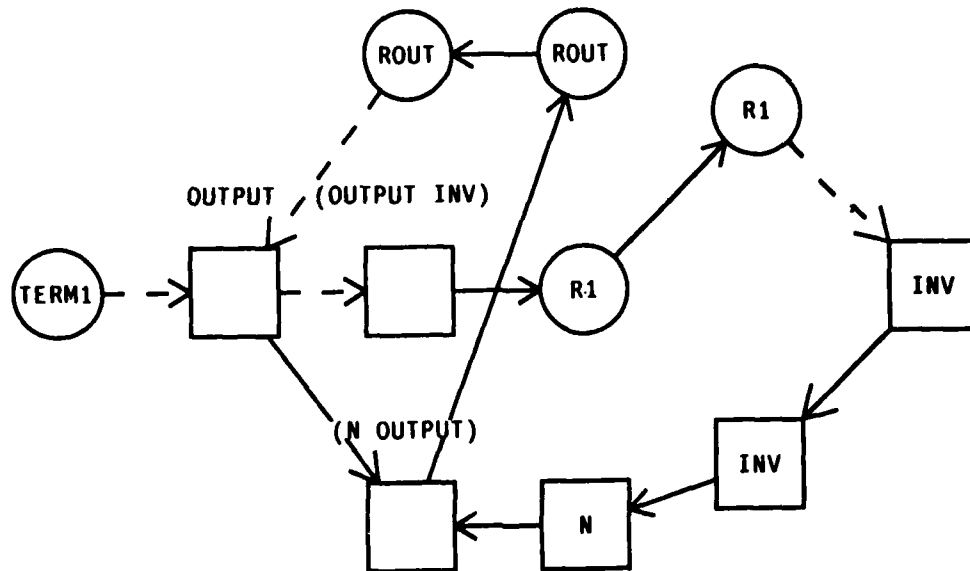 ROUT
ROUT
R1
OUTPUT
(OUTPUT INV)
TERM1
R1
INV
(N OUTPUT)
INV
N